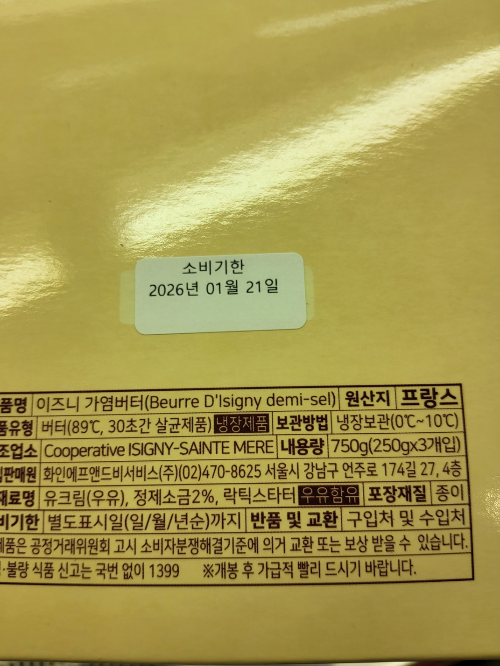 소비기한
2026년 01월 21일
품명 이즈니 가염버터(Beurre D'Isigny demi-sel) 원산지 프랑스
품유형 버터(89℃, 30초간 살균제품) 냉장제품 보관방법 냉장보관(0℃~10℃)
조업소 Cooperative ISIGNY-SAINTE MERE 내용량 750g(250gx3개입)
판매원 화인에프앤드비서비스(주)02)470-8625 서울시 강남구 언주로 174길 27, 4층
재료명 유크림(우유), 정제소금2%, 락틱스타터 우유함유 포장재질 종이
비기한 별도표시일(일/월/년순)까지 반품 및 교환 구입처 및 수입처
제품은 공정거래위원회 고시 소비자분쟁해결기준에 의거 교환 또는 보상 받을 수 있습니다.
·불량 식품 신고는 국번 없이 1399 ※개봉 후 가급적 빨리 드시기 바랍니다.